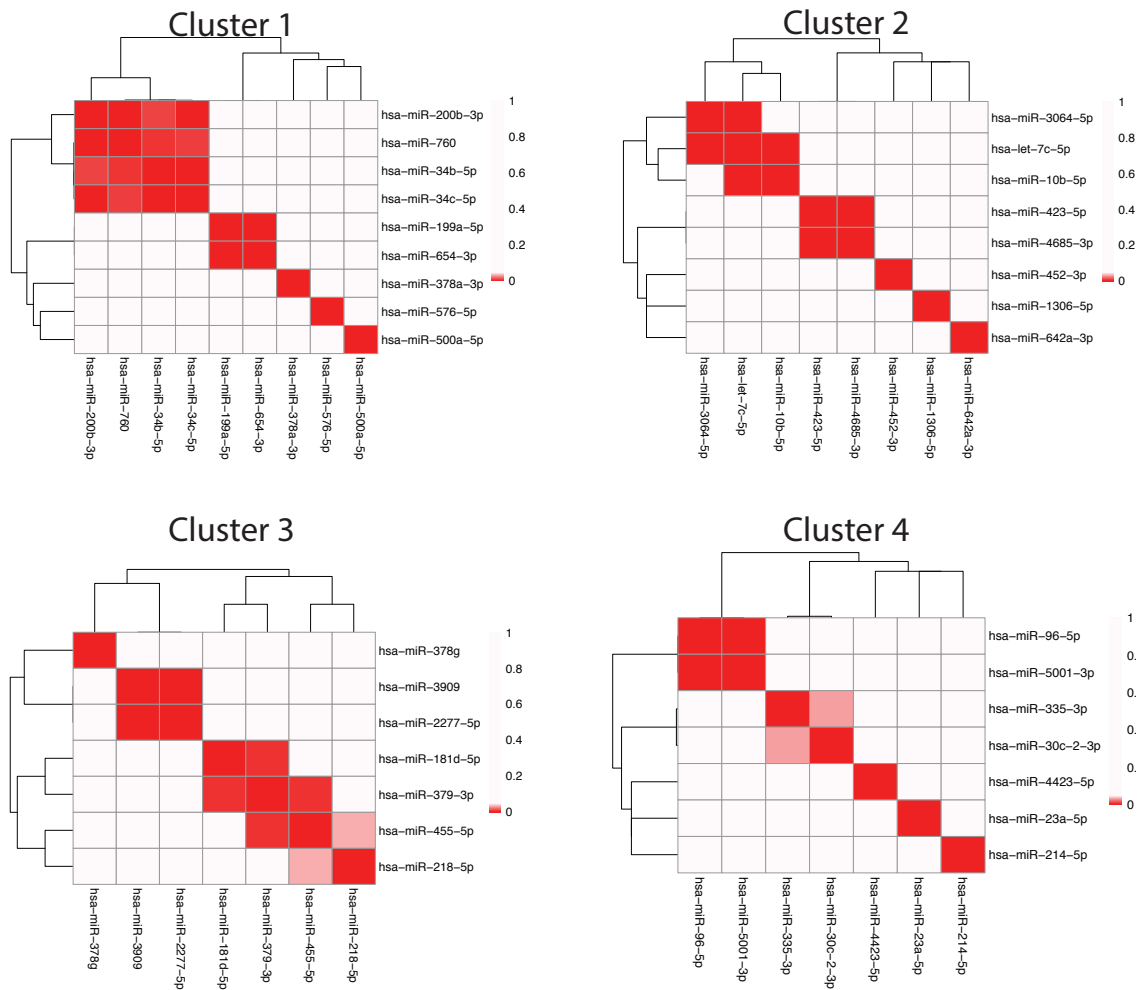 Cluster 1
1
0.8
0.6
0.4
0.2
0
hsa−miR−200b−3p
hsa−miR−760
hsa−miR−34b−5p
hsa−miR−34c−5p
hsa−miR−199a−5p
hsa−miR−654−3p
hsa−miR−378a−3p
hsa−miR−576−5p
hsa−miR−500a−5p
hsa−miR−200b−3p
hsa−miR−760
hsa−miR−34b−5p
hsa−miR−34c−5p
hsa−miR−199a−5p
hsa−miR−654−3p
hsa−miR−378a−3p
hsa−miR−576−5p
hsa−miR−500a−5p
Cluster 2
1
0.8
0.6
0.4
0.2
0
hsa−miR−3064−5p
hsa−let−7c−5p
hsa−miR−10b−5p
hsa−miR−423−5p
hsa−miR−4685−3p
hsa−miR−452−3p
hsa−miR−1306−5p
hsa−miR−642a−3p
hsa−miR−3064−5p
hsa−let−7c−5p
hsa−miR−10b−5p
hsa−miR−423−5p
hsa−miR−4685−3p
hsa−miR−452−3p
hsa−miR−1306−5p
hsa−miR−642a−3p
Cluster 3
1
0.8
0.6
0.4
0.2
0
hsa−miR−378g
hsa−miR−3909
hsa−miR−2277−5p
hsa−miR−181d−5p
hsa−miR−379−3p
hsa−miR−455−5p
hsa−miR−218−5p
hsa−miR−378g
hsa−miR−3909
hsa−miR−2277−5p
hsa−miR−181d−5p
hsa−miR−379−3p
hsa−miR−455−5p
hsa−miR−218−5p
Cluster 4
1
0.
0.
0.
0.
0
hsa−miR−96−5p
hsa−miR−5001−3p
hsa−miR−335−3p
hsa−miR−30c−2−3p
hsa−miR−4423−5p
hsa−miR−23a−5p
hsa−miR−214−5p
hsa−miR−96−5p
hsa−miR−5001−3p
hsa−miR−335−3p
hsa−miR−30c−2−3p
hsa−miR−4423−5p
hsa−miR−23a−5p
hsa−miR−214−5p